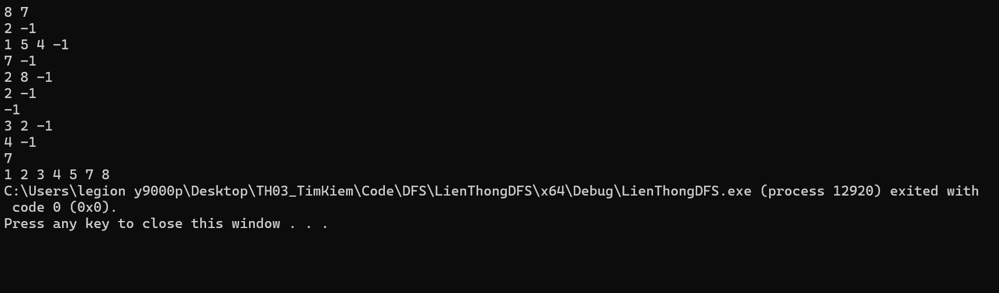 8 7
2 -1
1 5 4 -1
7 -1
2 8 -1
2 -1
-1
3 2 -1
4 -1
7
1 2 3 4 5 7 8
C:\Users\legion y9000p\Desktop\TH03_TimKiem\Code\DFS\LienThongDFS\x64\Debug\LienThongDFS.exe (process 12920) exited with
 code 0 (0x0).
Press any key to close this window . . .